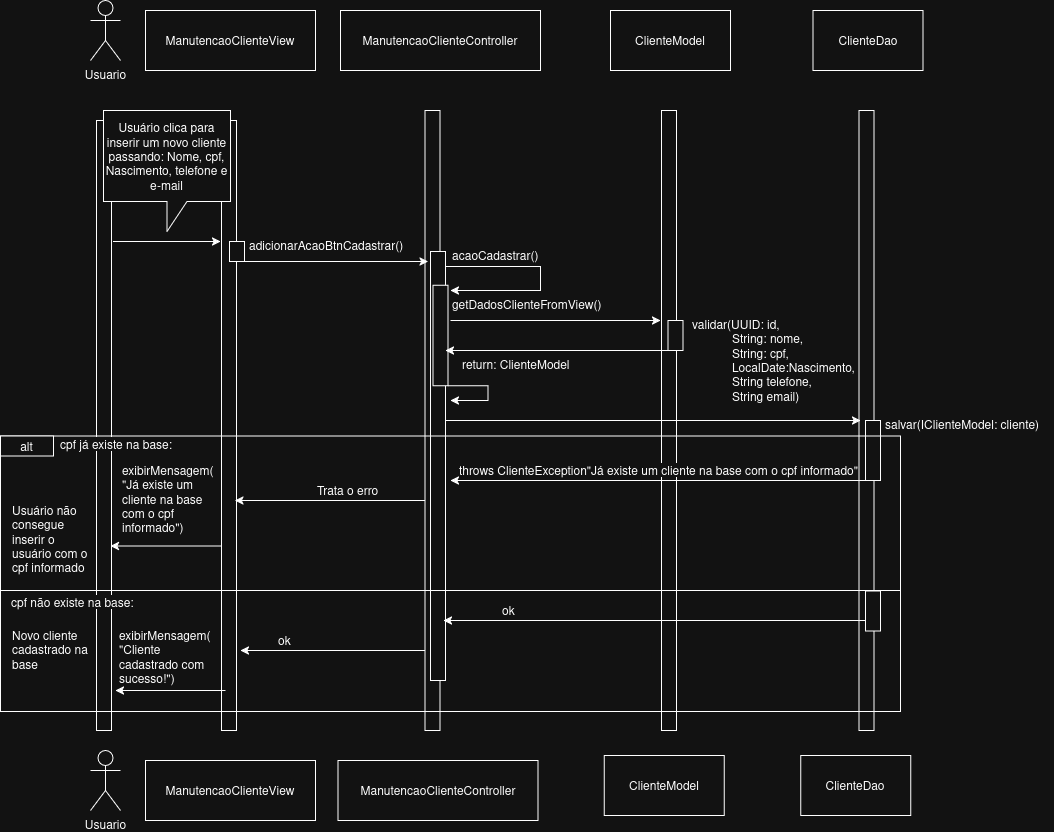 Usuario
ManutencaoClienteView
ManutencaoClienteController
ClienteModel
ClienteDao
Usuário clica para
inserir um novo cliente
passando: Nome, cpf,
Nascimento, telefone e
e-mail
adicionarAcaoBtnCadastrar()
acaoCadastrar()
getDadosClienteFromView()
validar(UUID: id,
String: nome,
String: cpf,
LocalDate:Nascimento,
String telefone,
String email)
return: ClienteModel
salvar(IClienteModel: cliente)
alt
cpf já existe na base:
throws ClienteException"Já existe um cliente na base com o cpf informado"
Trata o erro
exibirMensagem(
"Já existe um
cliente na base
com o cpf
informado")
Usuário não
consegue
inserir o
usuário com o
cpf informado
cpf não existe na base:
ok
ok
exibirMensagem(
"Cliente
cadastrado com
sucesso!")
Novo cliente
cadastrado na
base
Usuario
ManutencaoClienteView
ManutencaoClienteController
ClienteModel
ClienteDao